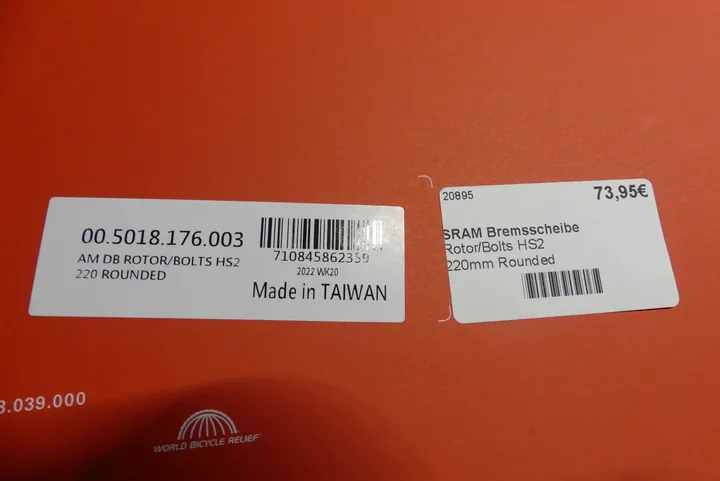 00.5018.176.003
AM DB ROTOR/BOLTS HS2
220 ROUNDED
710845862359
2022 WK20
Made in TAIWAN
20895
73,95€
SRAM Bremsscheibe
Rotor/Bolts HS2
220mm Rounded
.039.000
WORLD BICYCLE RELIEF